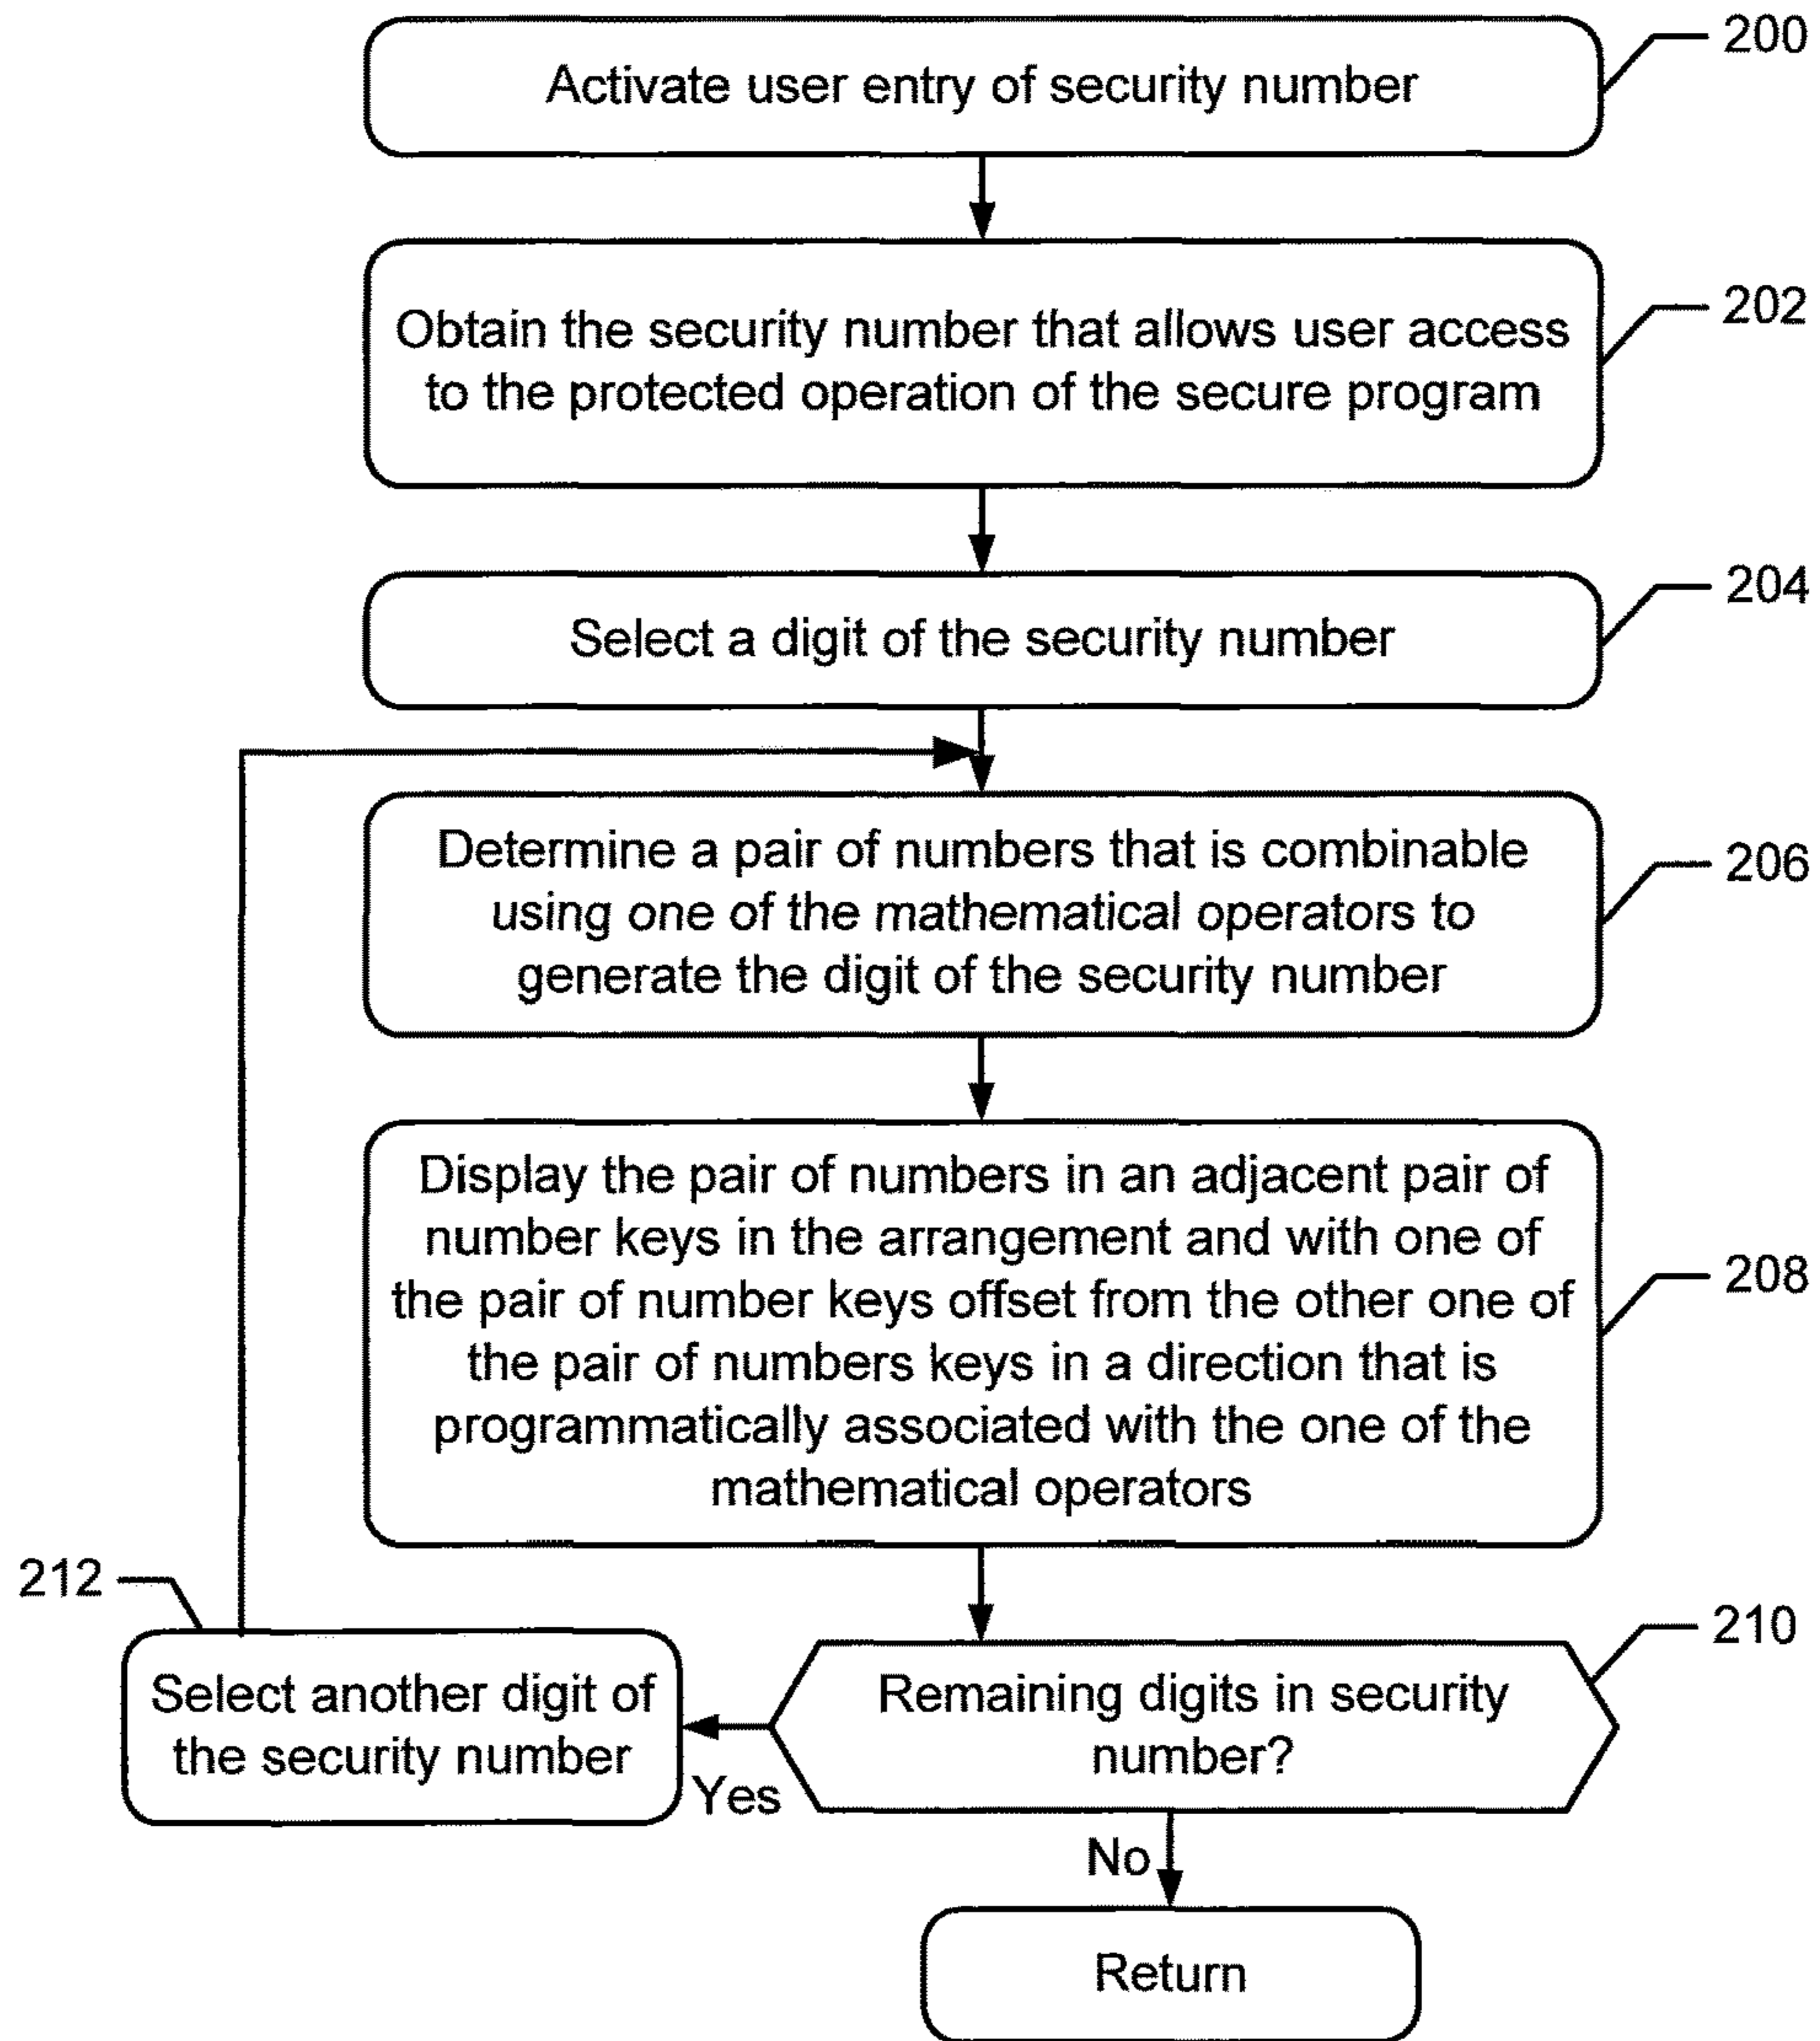 Activate user entry of security number
200
Obtain the security number that allows user access
to the protected operation of the secure program
202
Select a digit of the security number
204
Determine a pair of numbers that is combinable
using one of the mathematical operators to
generate the digit of the security number
206
Display the pair of numbers in an adjacent pair of
number keys in the arrangement and with one of
the pair of number keys offset from the other one of
the pair of numbers keys in a direction that is
programmatically associated with the one of the
mathematical operators
208
212
Select another digit of
the security number
Yes
Remaining digits in security
number?
210
No
Return